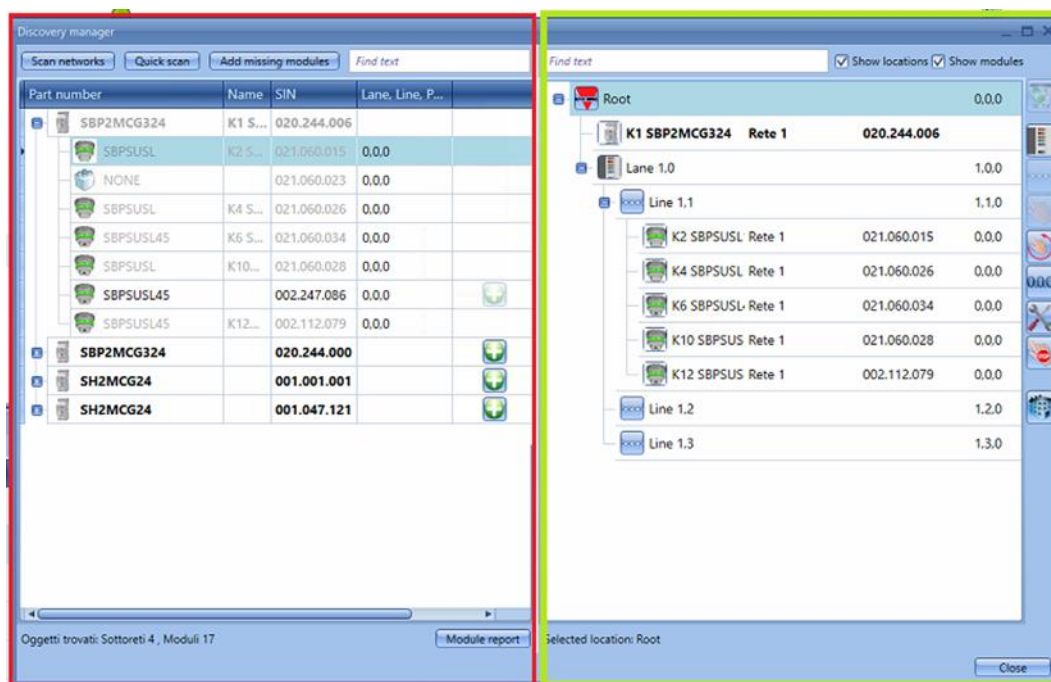 Discovery manager
Scan networks Quick scan Add missing modules Find text
Part number Name SIN Lane, Line, P...
SBP2MCG324 K1 S... 020.244.006
SBPSUSL K2 S... 021.060.015 0,0,0
NONE 021.060.023 0,0,0
SBPSUSL K4 S... 021.060.026 0,0,0
SBPSUSL45 K6 S... 021.060.034 0,0,0
SBPSUSL K10... 021.060.028 0,0,0
SBPSUSL45 002.247.086 0,0,0
SBPSUSL45 K12... 002.112.079 0,0,0
SBP2MCG324 020.244.000
SH2MCG24 001.001.001
SH2MCG24 001.047.121
Oggetti trovati: Sottoreti 4 , Moduli 17
Module report
Find text Show locations Show modules
Root 0,0,0
K1 SBP2MCG324 Rete 1 020.244.006
Lane 1.0 1,0,0
Line 1.1 1,1,0
K2 SBPSUSL Rete 1 021.060.015 0,0,0
K4 SBPSUSL Rete 1 021.060.026 0,0,0
K6 SBPSUSL Rete 1 021.060.034 0,0,0
K10 SBPSUS Rete 1 021.060.028 0,0,0
K12 SBPSUS Rete 1 002.112.079 0,0,0
Line 1.2 1,2,0
Line 1.3 1,3,0
Selected location: Root
Close
0,0,0
STOP